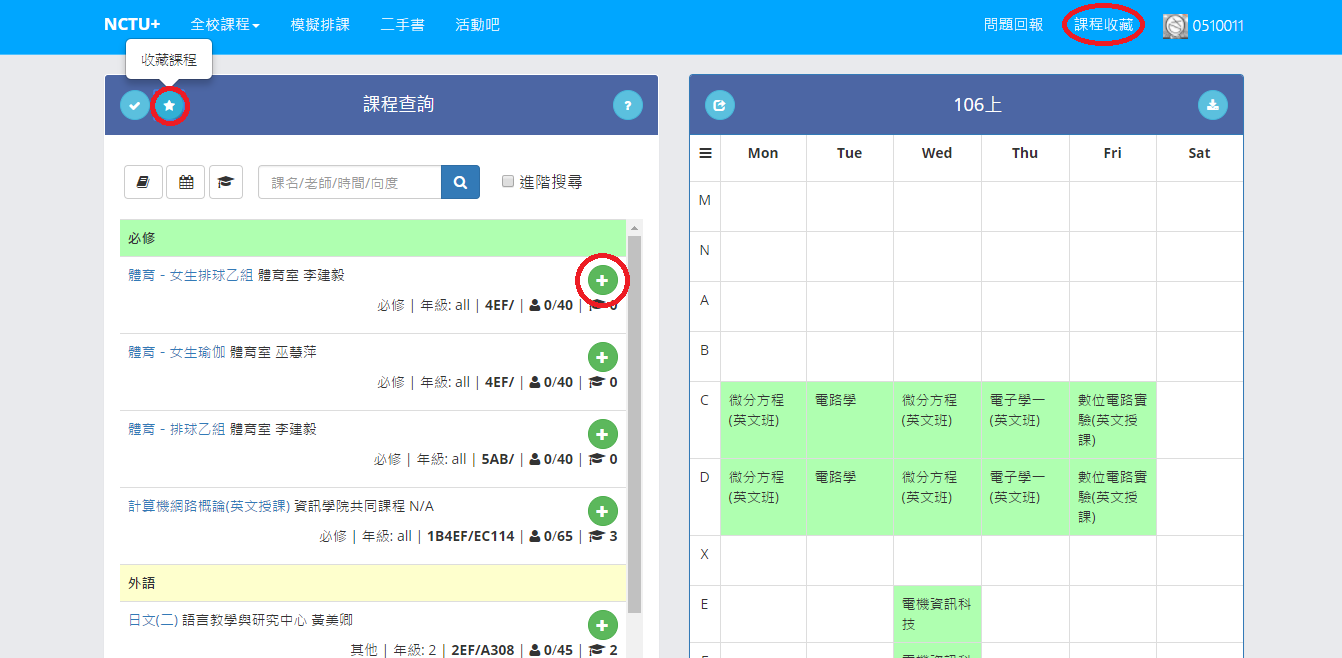 NCTU+ 全校課程 模擬排課 二手書 活動吧 問題回報 課程收藏 0510011
收藏課程
課程查詢 ?
課名/老師/時間/向度 進階搜尋
必修
體育 - 女生排球乙組 體育室 李建毅
必修 | 年級: all | 4EF/ | 0/40 | 0
體育 - 女生瑜伽 體育室 巫慧萍
必修 | 年級: all | 4EF/ | 0/40 | 0
體育 - 排球乙組 體育室 李建毅
必修 | 年級: all | 5AB/ | 0/40 | 0
計算機網路概論(英文授課) 資訊學院共同課程 N/A
必修 | 年級: all | 1B4EF/EC114 | 0/65 | 3
外語
日文(二) 語言教學與研究中心 黃美卿
其他 | 年級: 2 | 2EF/A308 | 0/45 | 2
106上
Mon Tue Wed Thu Fri Sat
M
N
A
B
C 微分方程 電路學 微分方程 電子學一 數位電路實
(英文班) (英文班) (英文班) 驗(英文授
課)
D 微分方程 電路學 微分方程 電子學一 數位電路實
(英文班) (英文班) (英文班) 驗(英文授
課)
X
E 電機資訊科
技